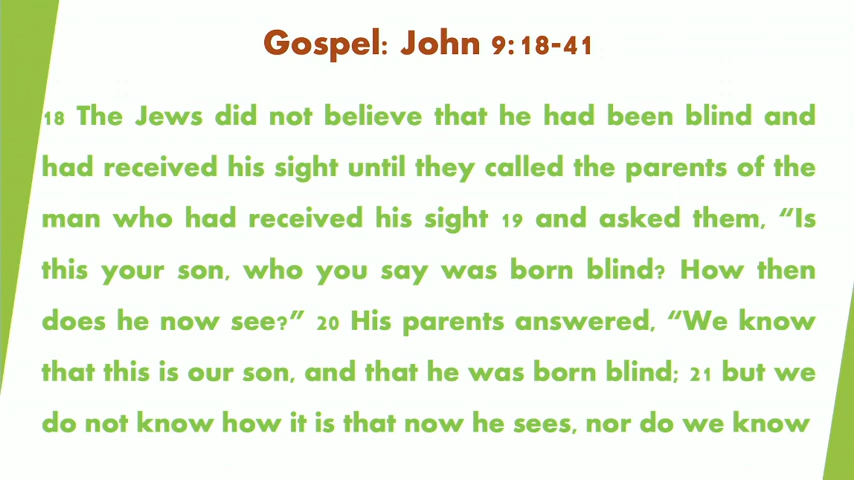 Gospel: John 9:18-41
18 The Jews did not believe that he had been blind and
had received his sight until they called the parents of the
man who had received his sight 19 and asked them, “Is
this your son, who you say was born blind? How then
does he now see?” 20 His parents answered, “We know
that this is our son, and that he was born blind; 21 but we
do not know how it is that now he sees, nor do we know